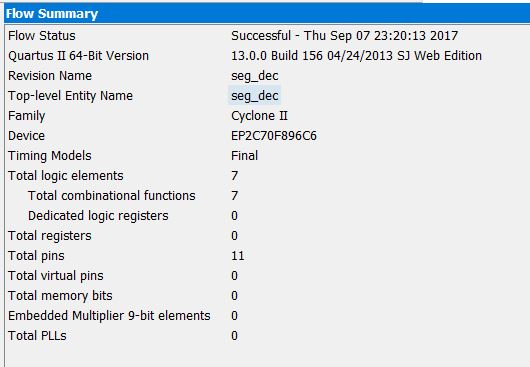 Flow Summary
Flow Status Successful - Thu Sep 07 23:20:13 2017
Quartus II 64-Bit Version 13.0.0 Build 156 04/24/2013 SJ Web Edition
Revision Name seg_dec
Top-level Entity Name seg_dec
Family Cyclone II
Device EP2C70F896C6
Timing Models Final
Total logic elements 7
Total combinational functions 7
Dedicated logic registers 0
Total registers 0
Total pins 11
Total virtual pins 0
Total memory bits 0
Embedded Multiplier 9-bit elements 0
Total PLLs 0